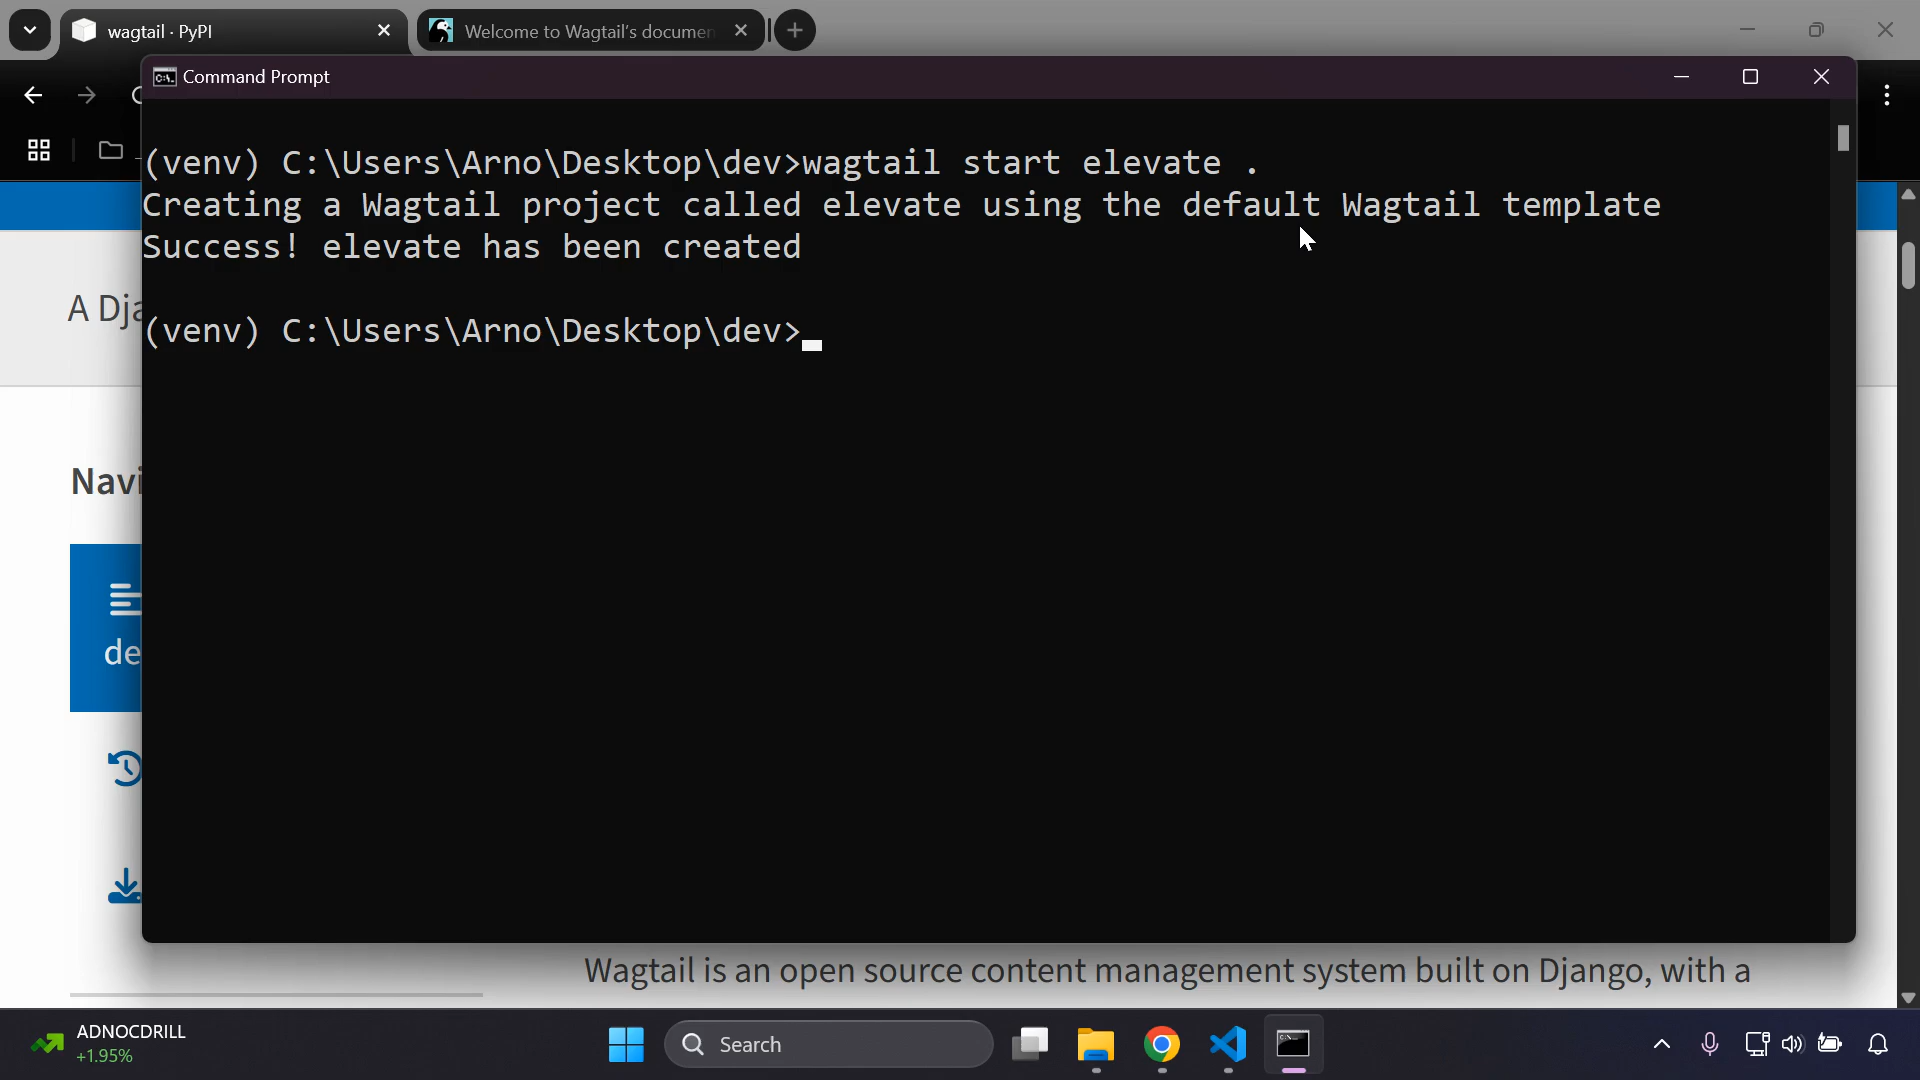 wagtail · PyPI
Welcome to Wagtail's documen
Command Prompt
(venv) C:\Users\Arno\Desktop\dev>wagtail start elevate .
Creating a Wagtail project called elevate using the default Wagtail template
Success! elevate has been created
A Dja
(venv) C:\Users\Arno\Desktop\dev>
Navi
de
Wagtail is an open source content management system built on Django, with a
ADNOCDRILL
+1.95%
Search